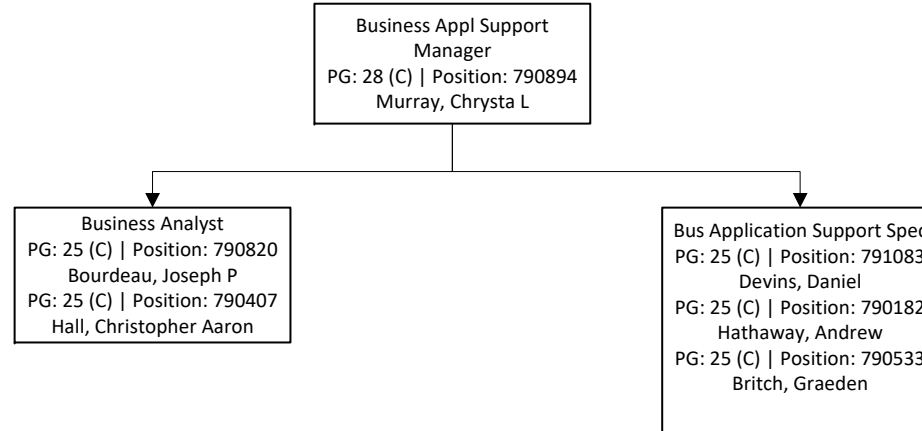 Business Appl Support
Manager
PG: 28 (C) | Position: 790894
Murray, Chrysta L
Business Analyst
PG: 25 (C) | Position: 790820
Bourdeau, Joseph P
PG: 25 (C) | Position: 790407
Hall, Christopher Aaron
Bus Application Support Spec
PG: 25 (C) | Position: 791083
Devins, Daniel
PG: 25 (C) | Position: 790182
Hathaway, Andrew
PG: 25 (C) | Position: 790533
Britch, Graeden